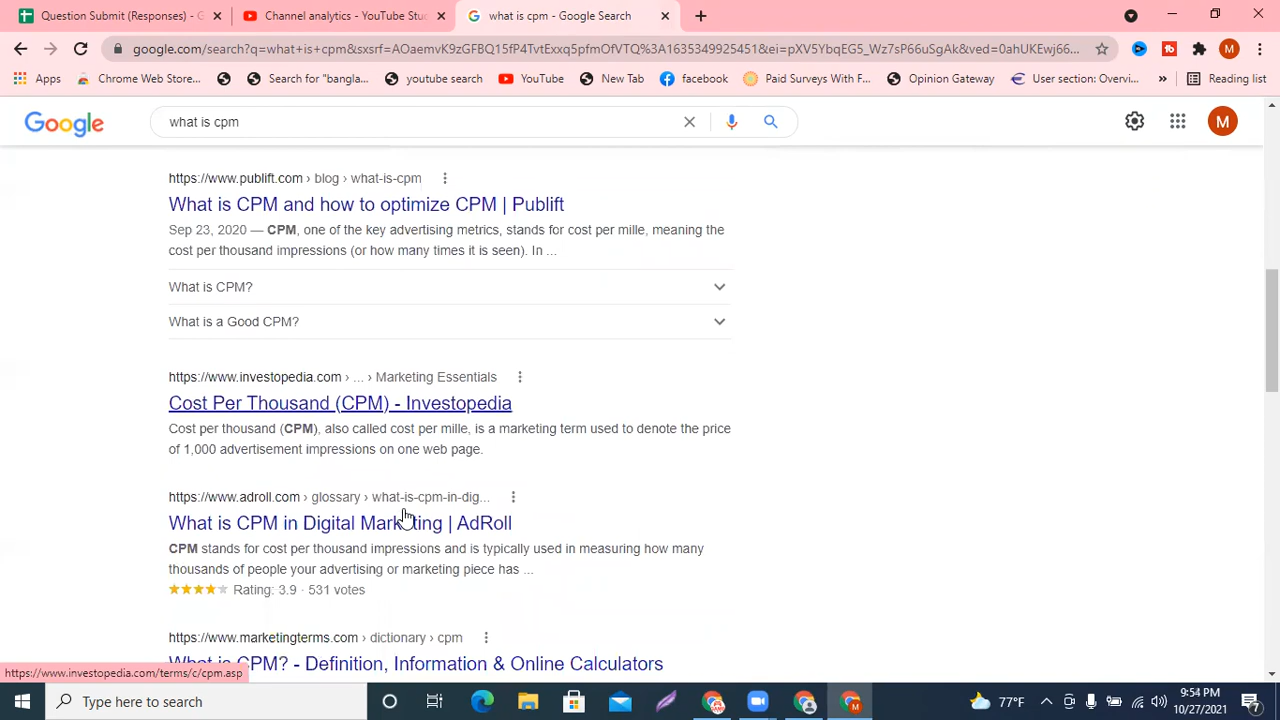 Question Submit (Responses) - G
Channel analytics - YouTube Stu
what is cpm - Google Search
google.com/search?q=what+is+cpm&sxsrf=AOaemvK9zGFBQ15fP4TvtExxq5pfmOfVTQ%3A1635349925451&ei=pXV5YbqEG5_Wz7sP66uSgAk&ved=0ahUKEwj66...
M
Apps
Chrome Web Store...
Search for "bangla...
youtube.search
YouTube
New Tab
facebook
Paid Surveys With F...
Opinion Gateway
User section: Overvi...
»
Reading list
Google
what is cpm
M
https://www.publift.com › blog › what-is-cpm
What is CPM and how to optimize CPM | Publift
Sep 23, 2020 — CPM, one of the key advertising metrics, stands for cost per mille, meaning the
cost per thousand impressions (or how many times it is seen). In ...
What is CPM?
What is a Good CPM?
https://www.investopedia.com › ... › Marketing Essentials
Cost Per Thousand (CPM) - Investopedia
Cost per thousand (CPM), also called cost per mille, is a marketing term used to denote the price
of 1,000 advertisement impressions on one web page.
https://www.adroll.com › glossary › what-is-cpm-in-dig...
What is CPM in Digital Marketing | AdRoll
CPM stands for cost per thousand impressions and is typically used in measuring how many
thousands of people your advertising or marketing piece has ...
Rating: 3.9 · 531 votes
https://www.marketingterms.com › dictionary › cpm
What is CPM? - Definition, Information & Online Calculators
https://www.investopedia.com/terms/c/cpm.asp
Type here to search
77°F
9:54 PM
10/27/2021
7